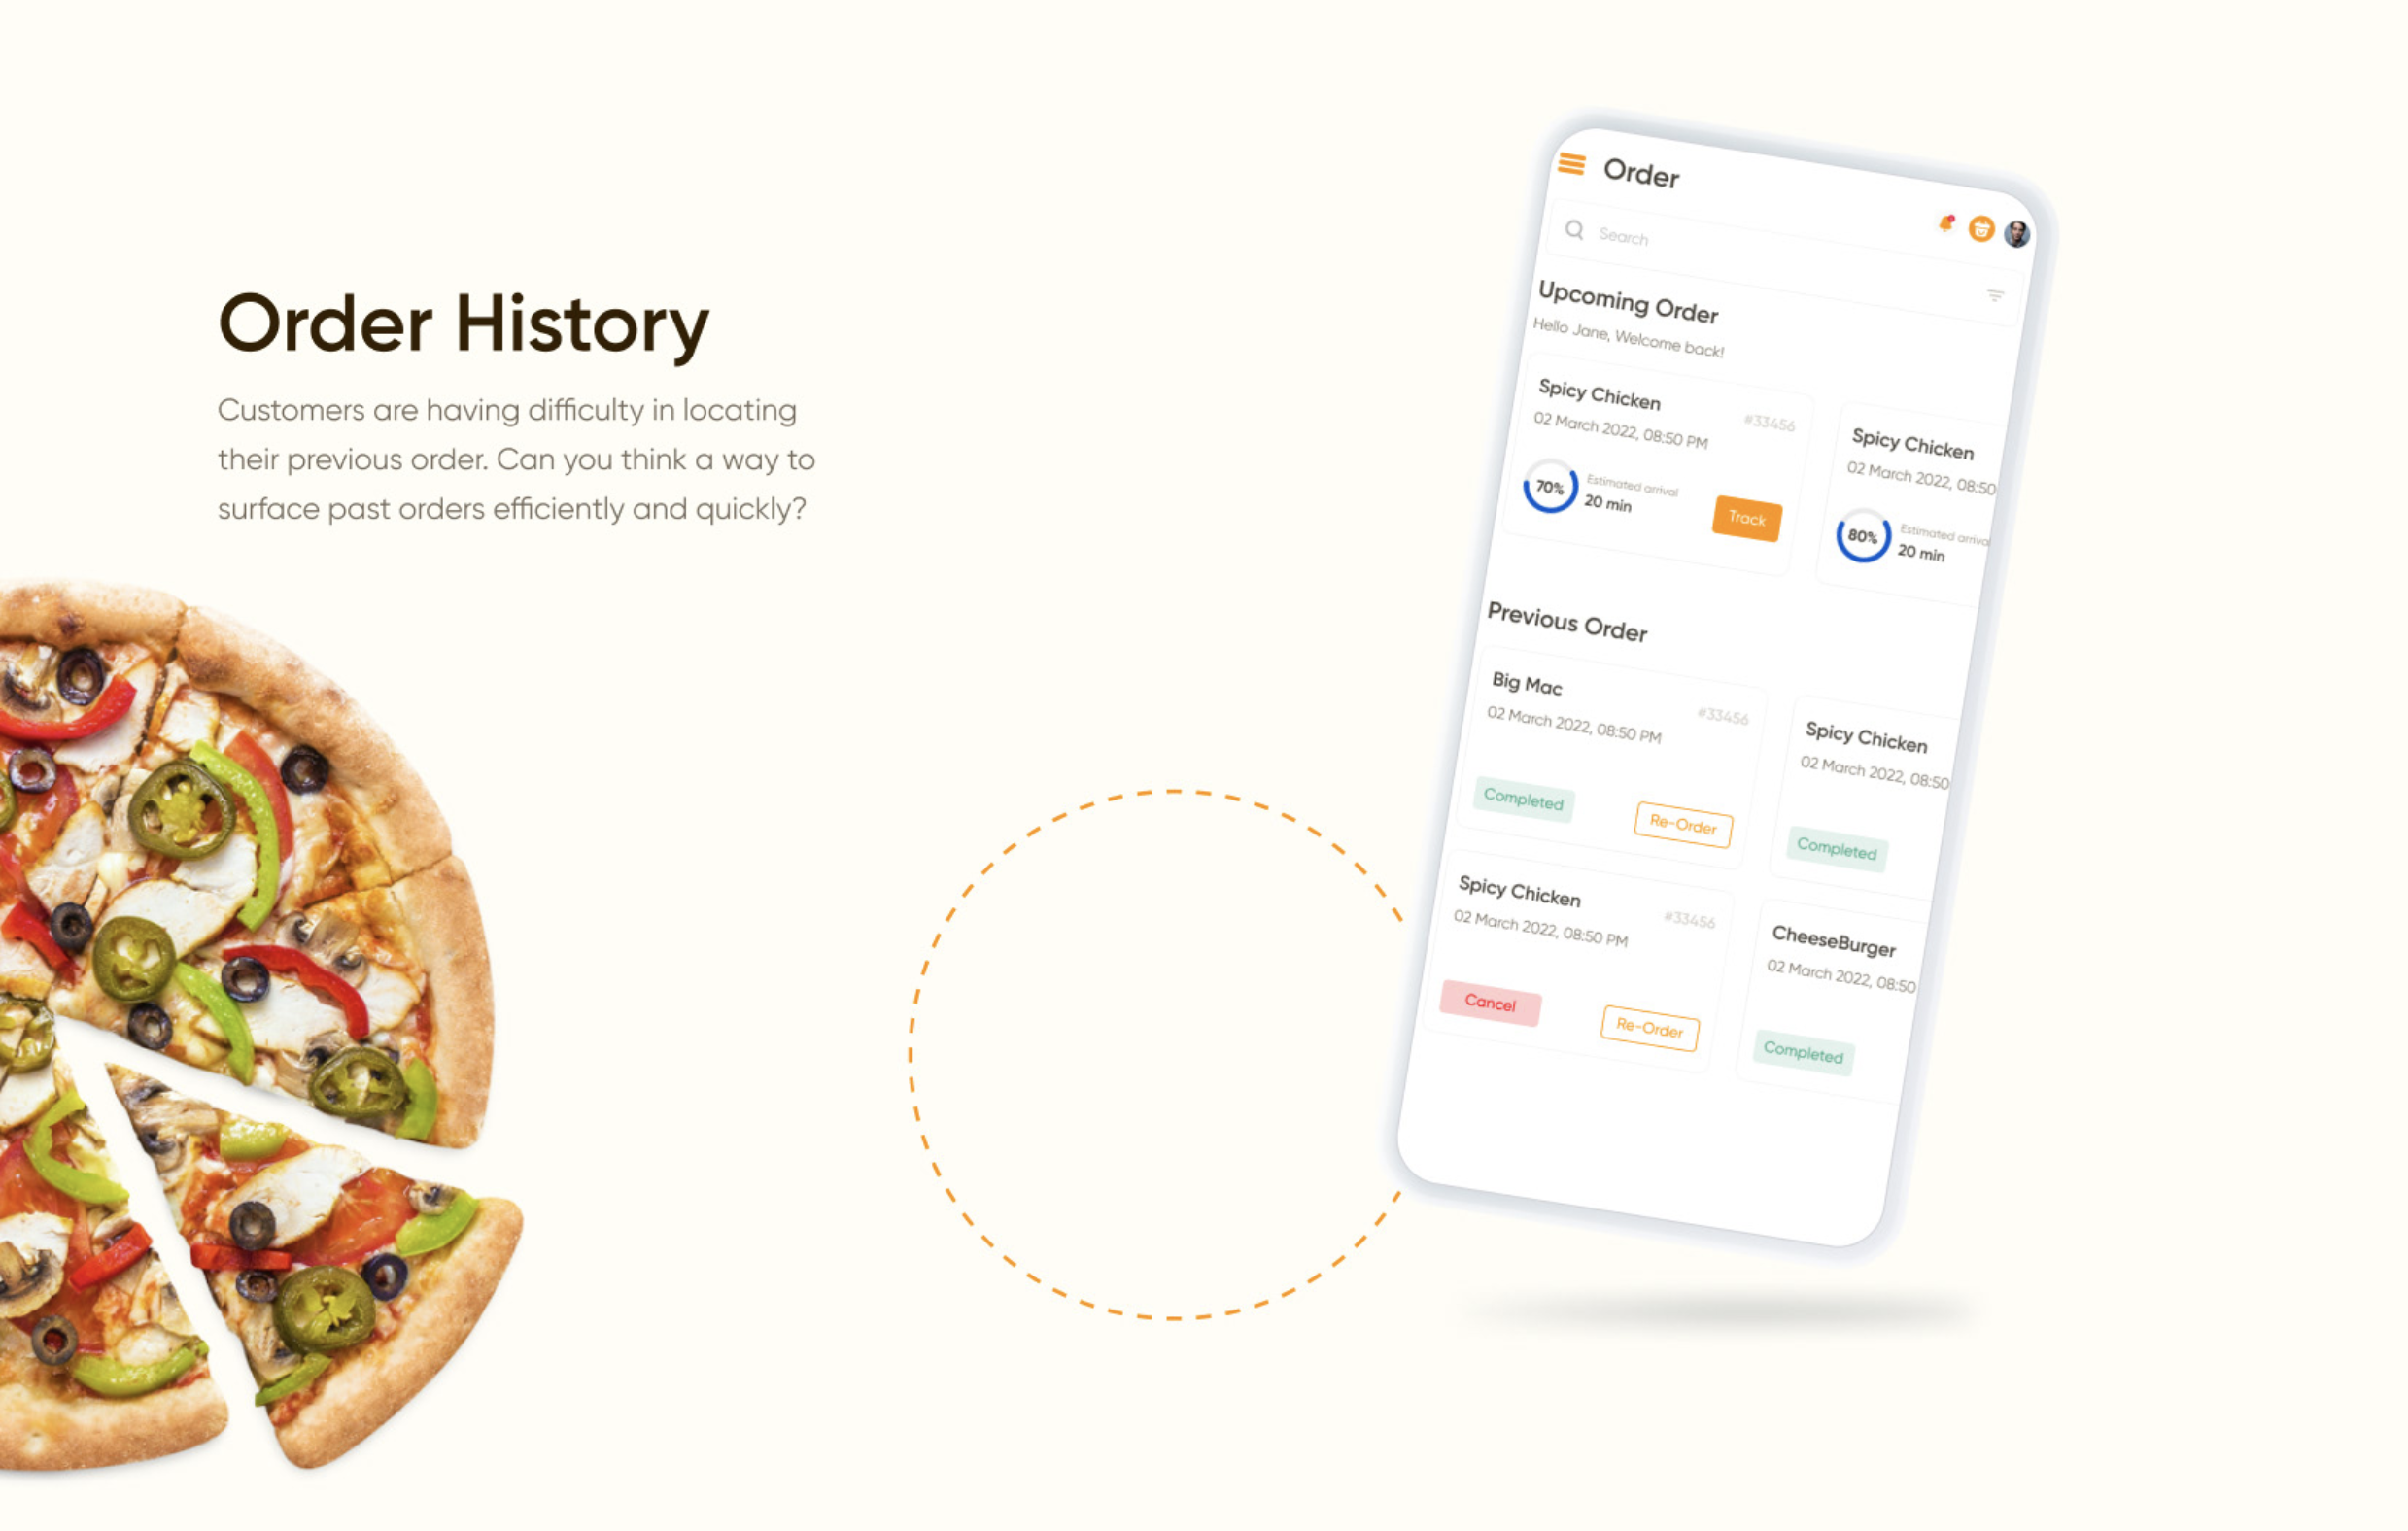 Order History
Customers are having difficulty in locating
their previous order. Can you think a way to
surface past orders efficiently and quickly?
Order
Search
Upcoming Order
Hello Jane, Welcome back!
Spicy Chicken
#33456
02 March 2022, 08:50 PM
70%
Estimated arrival
20 min
Track
Spicy Chicken
02 March 2022, 08:50
80%
Estimated arrival
20 min
Previous Order
Big Mac
#33456
02 March 2022, 08:50 PM
Completed
Re-Order
Spicy Chicken
02 March 2022, 08:50
Completed
Spicy Chicken
#33456
02 March 2022, 08:50 PM
Cancel
Re-Order
CheeseBurger
02 March 2022, 08:50
Completed